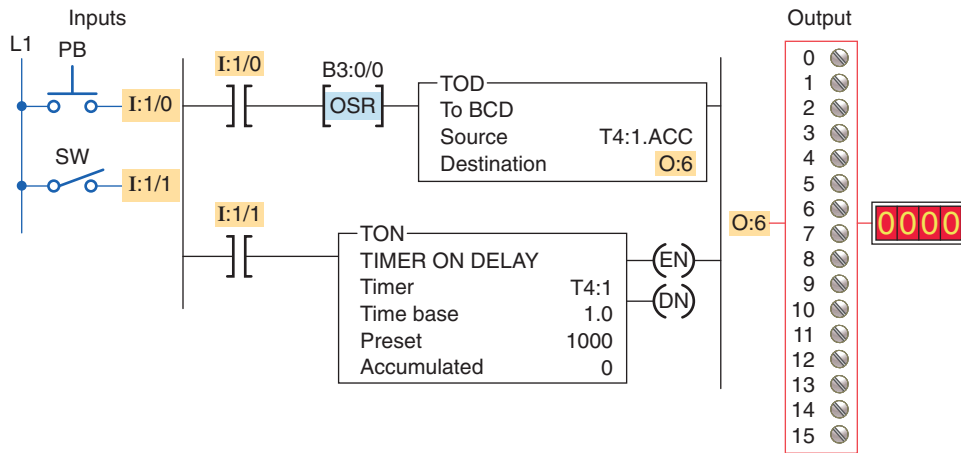 Inputs
L1
PB
I:1/0
SW
I:1/1
I:1/0
B3:0/0
OSR
TOD
To BCD
Source T4:1.ACC
Destination O:6
I:1/1
TON
TIMER ON DELAY
Timer T4:1
Time base 1.0
Preset 1000
Accumulated 0
EN
DN
Output
O:6
0
1
2
3
4
5
6
7
8
9
10
11
12
13
14
15
0000